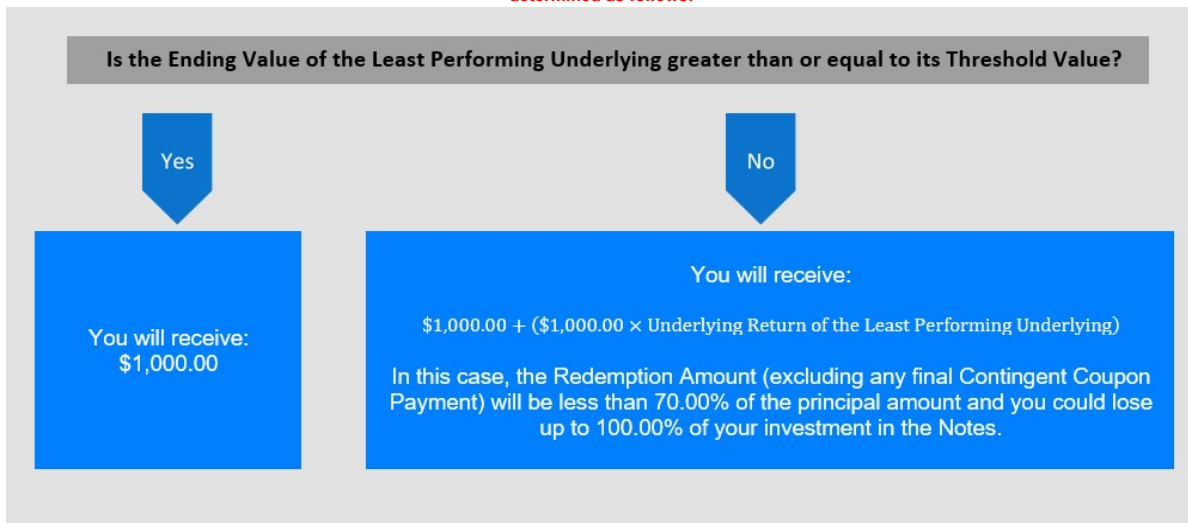 Is the Ending Value of the Least Performing Underlying greater than or equal to its Threshold Value?
Yes
No
You will receive:
$1,000.00
You will receive:
$1,000.00 + ($1,000.00 × Underlying Return of the Least Performing Underlying)
In this case, the Redemption Amount (excluding any final Contingent Coupon
Payment) will be less than 70.00% of the principal amount and you could lose
up to 100.00% of your investment in the Notes.